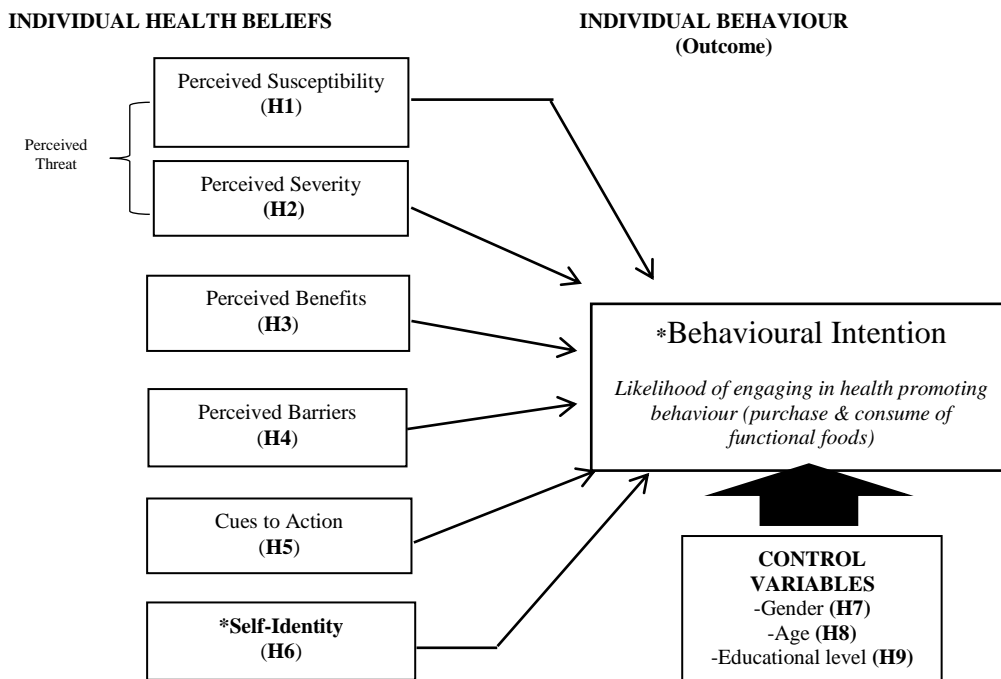 INDIVIDUAL HEALTH BELIEFS
INDIVIDUAL BEHAVIOUR
(Outcome)
Perceived Susceptibility
(H1)
Perceived
Threat
Perceived Severity
(H2)
Perceived Benefits
(H3)
Perceived Barriers
(H4)
Cues to Action
(H5)
*Self-Identity
(H6)
*Behavioural Intention
Likelihood of engaging in health promoting
behaviour (purchase & consume of
functional foods)
CONTROL
VARIABLES
-Gender (H7)
-Age (H8)
-Educational level (H9)